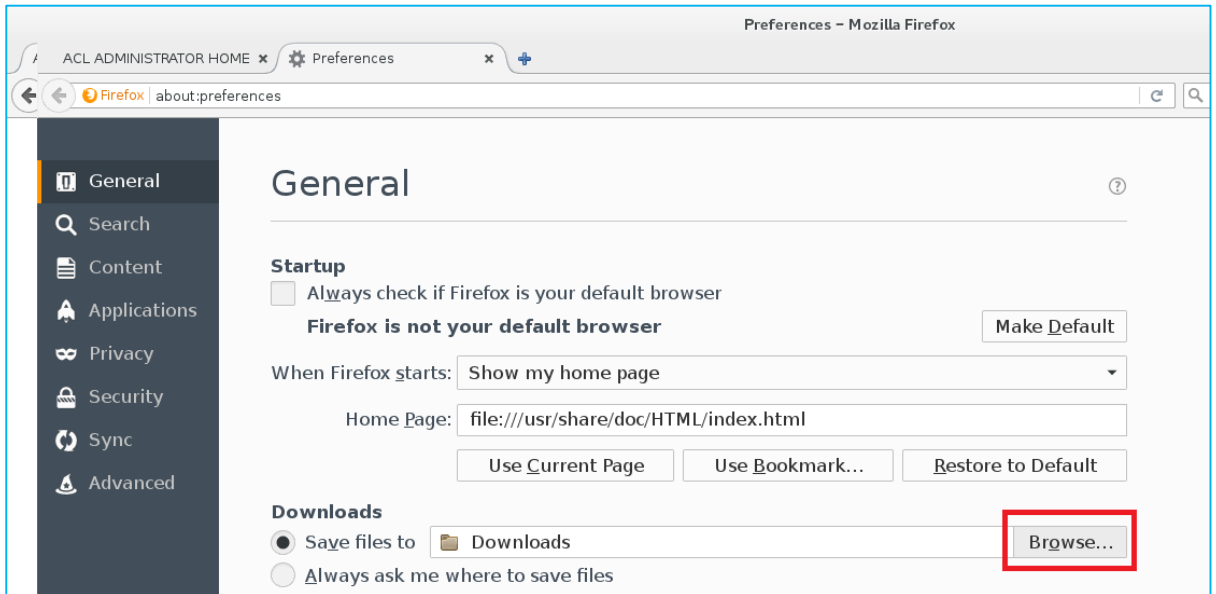 Preferences – Mozilla Firefox
ACL ADMINISTRATOR HOME Preferences
Firefox about:preferences
General
Search
Content
Applications
Privacy
Security
Sync
Advanced
General
Startup
Always check if Firefox is your default browser
Firefox is not your default browser Make Default
When Firefox starts: Show my home page
Home Page: file:///usr/share/doc/HTML/index.html
Use Current Page Use Bookmark... Restore to Default
Downloads
Save files to Downloads Browse...
Always ask me where to save files